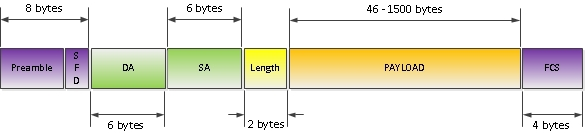 8 bytes 6 bytes 46 -1500 bytes
Preamble S F D DA SA Length PAYLOAD FCS
6 bytes 2 bytes 4 bytes